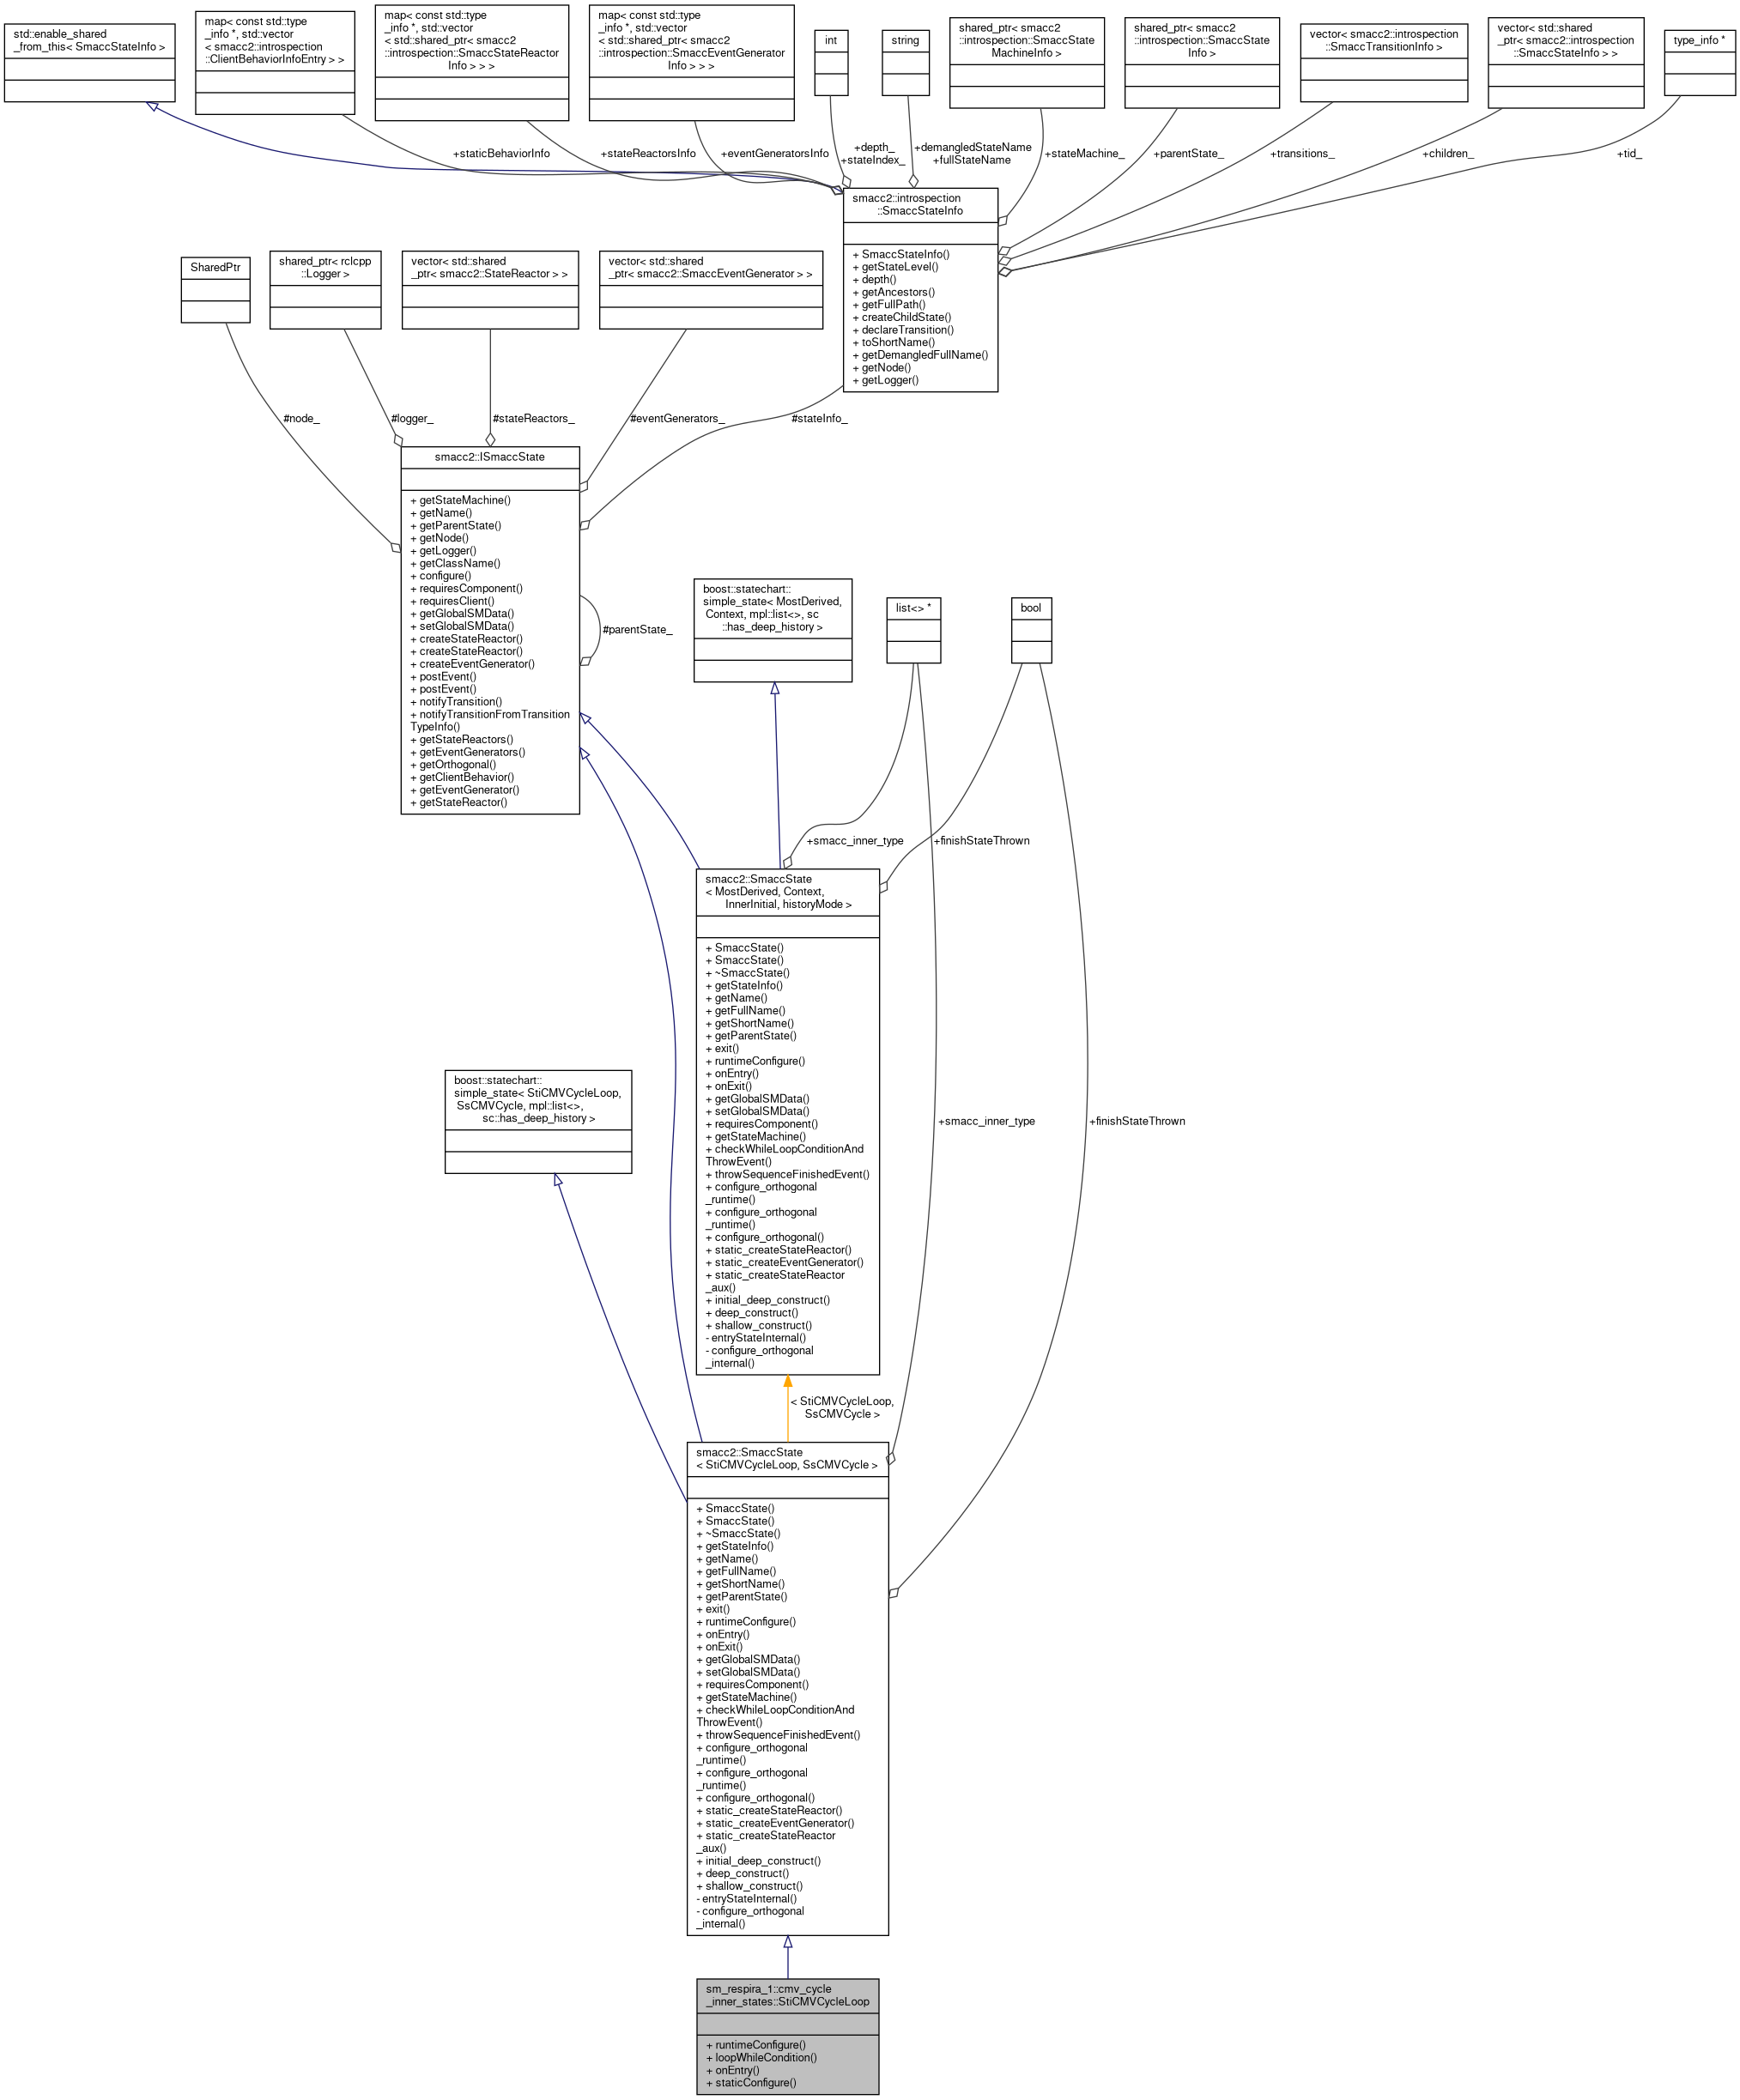 std::enable_shared
_from_this< SmaccStateInfo >
map< const std::type
_info *, std::vector
< smacc2::introspection
::ClientBehaviorInfoEntry > >
map< const std::type
_info *, std::vector
< std::shared_ptr< smacc2
::introspection::SmaccStateReactor
Info > > >
map< const std::type
_info *, std::vector
< std::shared_ptr< smacc2
::introspection::SmaccEventGenerator
Info > > >
int
string
shared_ptr< smacc2
::introspection::SmaccState
MachineInfo >
shared_ptr< smacc2
::introspection::SmaccState
Info >
vector< smacc2::introspection
::SmaccTransitionInfo >
vector< std::shared
_ptr< smacc2::introspection
::SmaccStateInfo > >
type_info *
+staticBehaviorInfo
+stateReactorsInfo
+eventGeneratorsInfo
+depth_
+stateIndex_
+demangledStateName
+fullStateName
+stateMachine_
+parentState_
+transitions_
+children_
+tid_
smacc2::introspection
::SmaccStateInfo
+ SmaccStateInfo()
+ getStateLevel()
+ depth()
+ getAncestors()
+ getFullPath()
+ createChildState()
+ declareTransition()
+ toShortName()
+ getDemangledFullName()
+ getNode()
+ getLogger()
SharedPtr
shared_ptr< rclcpp
::Logger >
vector< std::shared
_ptr< smacc2::StateReactor > >
vector< std::shared
_ptr< smacc2::SmaccEventGenerator > >
#node_
#logger_
#stateReactors_
#eventGenerators_
#stateInfo_
smacc2::ISmaccState
+ getStateMachine()
+ getName()
+ getParentState()
+ getNode()
+ getLogger()
+ getClassName()
+ configure()
+ requiresComponent()
+ requiresClient()
+ getGlobalSMData()
+ setGlobalSMData()
+ createStateReactor()
+ createStateReactor()
+ createEventGenerator()
+ postEvent()
+ postEvent()
+ notifyTransition()
+ notifyTransitionFromTransition
TypeInfo()
+ getStateReactors()
+ getEventGenerators()
+ getOrthogonal()
+ getClientBehavior()
+ getEventGenerator()
+ getStateReactor()
#parentState_
boost::statechart::
simple_state< MostDerived,
Context, mpl::list<>, sc
::has_deep_history >
list<> *
bool
+smacc_inner_type
+finishStateThrown
smacc2::SmaccState
< MostDerived, Context,
InnerInitial, historyMode >
+ SmaccState()
+ SmaccState()
+ ~SmaccState()
+ getStateInfo()
+ getName()
+ getFullName()
+ getShortName()
+ getParentState()
+ exit()
+ runtimeConfigure()
+ onEntry()
+ onExit()
+ getGlobalSMData()
+ setGlobalSMData()
+ requiresComponent()
+ getStateMachine()
+ checkWhileLoopConditionAnd
ThrowEvent()
+ throwSequenceFinishedEvent()
+ configure_orthogonal
_runtime()
+ configure_orthogonal
_runtime()
+ configure_orthogonal()
+ static_createStateReactor()
+ static_createEventGenerator()
+ static_createStateReactor
_aux()
+ initial_deep_construct()
+ deep_construct()
+ shallow_construct()
- entryStateInternal()
- configure_orthogonal
_internal()
boost::statechart::
simple_state< StiCMVCycleLoop,
SsCMVCycle, mpl::list<>,
sc::has_deep_history >
+smacc_inner_type
+finishStateThrown
< StiCMVCycleLoop,
SsCMVCycle >
smacc2::SmaccState
< StiCMVCycleLoop, SsCMVCycle >
+ SmaccState()
+ SmaccState()
+ ~SmaccState()
+ getStateInfo()
+ getName()
+ getFullName()
+ getShortName()
+ getParentState()
+ exit()
+ runtimeConfigure()
+ onEntry()
+ onExit()
+ getGlobalSMData()
+ setGlobalSMData()
+ requiresComponent()
+ getStateMachine()
+ checkWhileLoopConditionAnd
ThrowEvent()
+ throwSequenceFinishedEvent()
+ configure_orthogonal
_runtime()
+ configure_orthogonal
_runtime()
+ configure_orthogonal()
+ static_createStateReactor()
+ static_createEventGenerator()
+ static_createStateReactor
_aux()
+ initial_deep_construct()
+ deep_construct()
+ shallow_construct()
- entryStateInternal()
- configure_orthogonal
_internal()
sm_respira_1::cmv_cycle
_inner_states::StiCMVCycleLoop
+ runtimeConfigure()
+ loopWhileCondition()
+ onEntry()
+ staticConfigure()